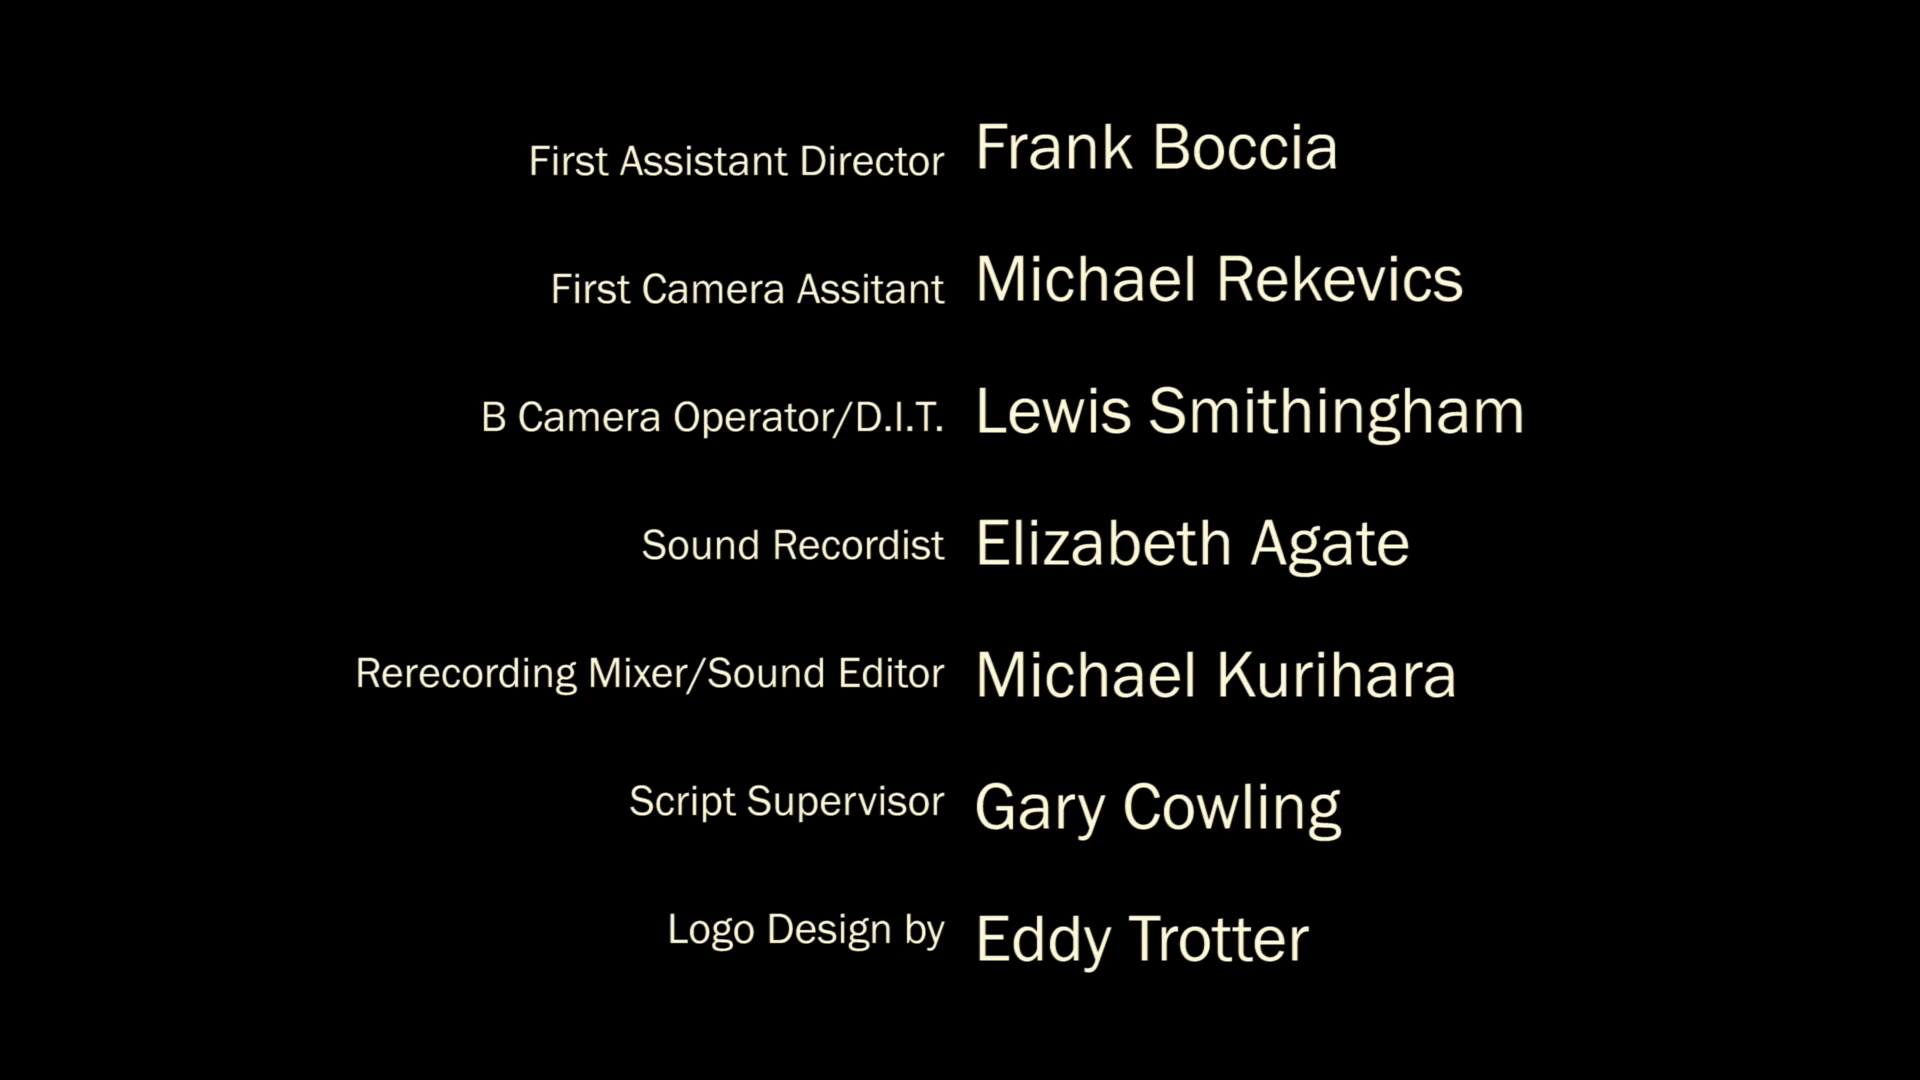 First Assistant Director Frank Boccia
First Camera Assitant Michael Rekevics
B Camera Operator/D.I.T. Lewis Smithingham
Sound Recordist Elizabeth Agate
Rerecording Mixer/Sound Editor Michael Kurihara
Script Supervisor Gary Cowling
Logo Design by Eddy Trotter